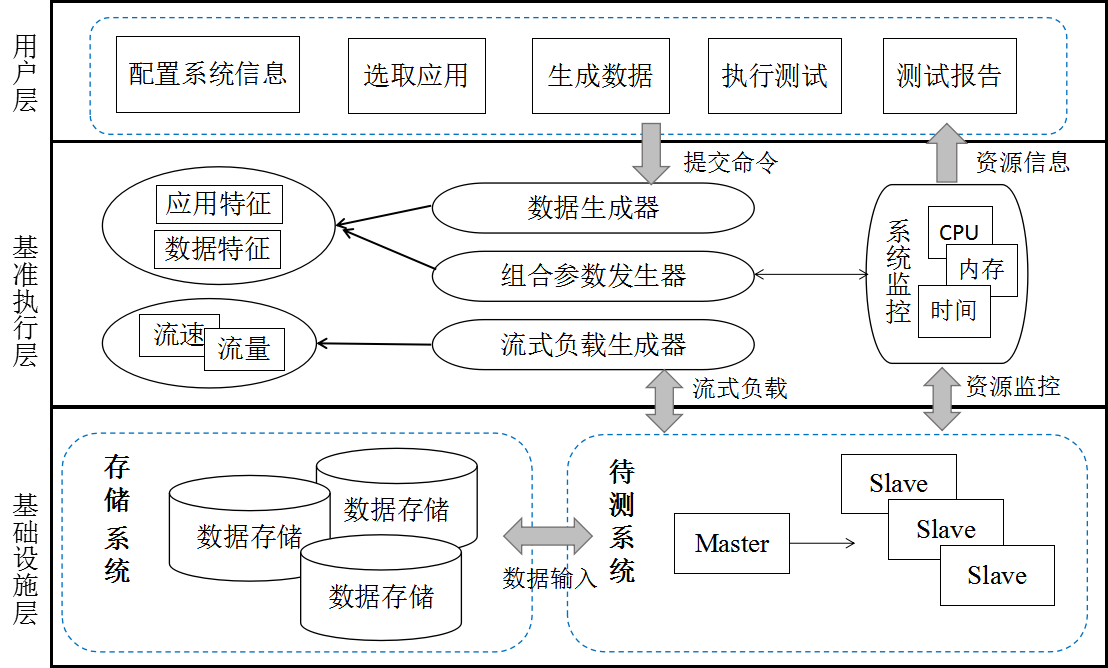 用户层
配置系统信息
选取应用
生成数据
执行测试
测试报告
提交命令
资源信息
基准执行层
应用特征
数据特征
数据生成器
组合参数发生器
流速
流量
流式负载生成器
系统监控
CPU
内存
时间
流式负载
资源监控
基础设施层
存储系统
数据存储
数据存储
数据存储
数据输入
待测系统
Master
Slave
Slave
Slave